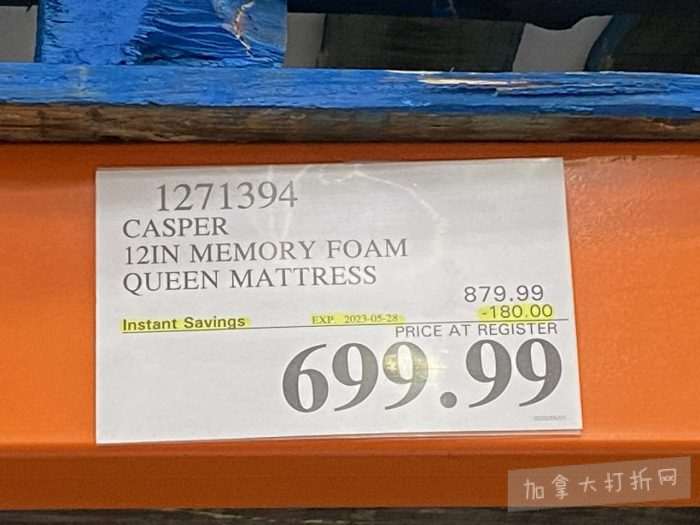 1271394
CASPER
12IN MEMORY FOAM
QUEEN MATTRESS
879.99
Instant Savings EXP. 2023-05-28 -180.00
PRICE AT REGISTER
699.99
加拿大打折网